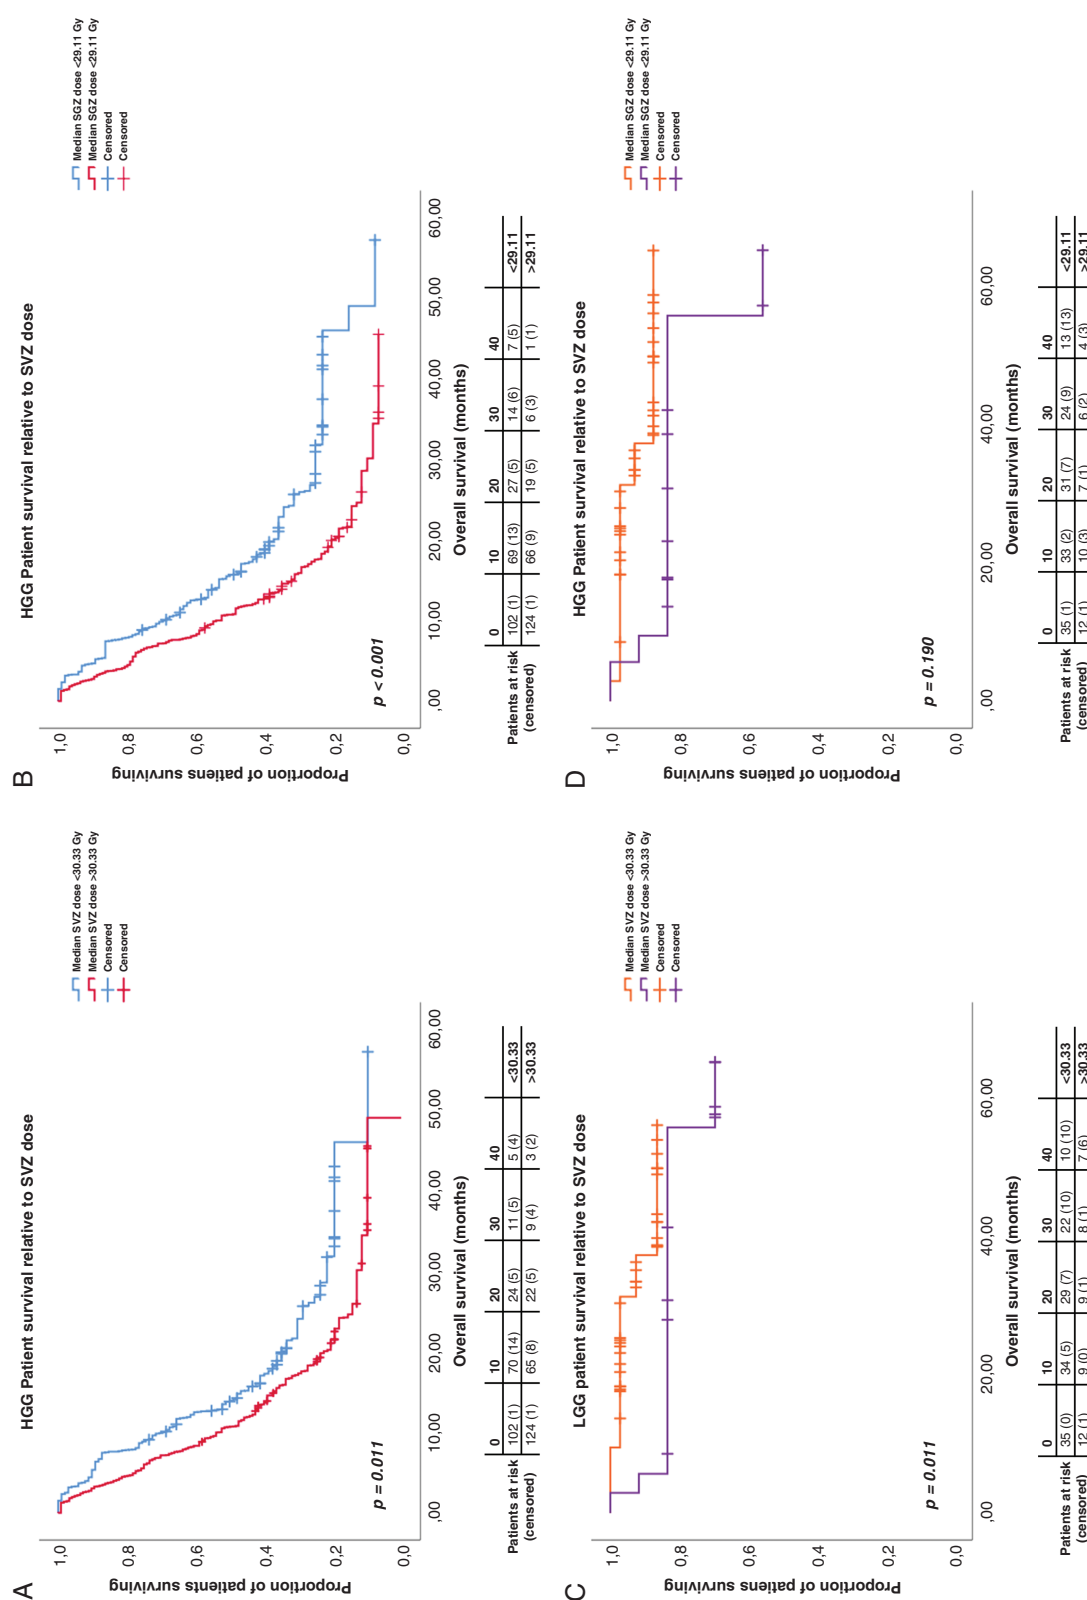 A
HGG Patient survival relative to SVZ dose
Proportion of patients surviving
1,0
0,8
0,6
0,4
0,2
0,0
p = 0.011
Median SVZ dose <30.33 Gy
Median SVZ dose >30.33 Gy
Censored
Censored
,00 10,00 20,00 30,00 40,00 50,00 60,00
Overall survival (months)
0 10 20 30 40
Patients at risk 102 (1) 70 (14) 24 (5) 11 (5) 5 (4) <30.33
(censored) 124 (1) 65 (8) 22 (5) 9 (4) 3 (2) >30.33
B
HGG Patient survival relative to SVZ dose
Proportion of patiens surviving
1,0
0,8
0,6
0,4
0,2
0,0
p < 0.001
Median SGZ dose <29.11 Gy
Median SGZ dose <29.11 Gy
Censored
Censored
,00 10,00 20,00 30,00 40,00 50,00 60,00
Overall survival (months)
0 10 20 30 40
Patients at risk 102 (1) 69 (13) 27 (5) 14 (6) 7 (5) <29.11
(censored) 124 (1) 66 (9) 19 (5) 6 (3) 1 (1) >29.11
C
LGG patient survival relative to SVZ dose
Proportion of patients surviving
1,0
0,8
0,6
0,4
0,2
0,0
p = 0.011
Median SVZ dose <30.33 Gy
Median SVZ dose >30.33 Gy
Censored
Censored
,00 20,00 40,00 60,00
Overall survival (months)
0 10 20 30 40
Patients at risk 35 (0) 34 (5) 29 (7) 22 (10) 10 (10) <30.33
(censored) 12 (1) 9 (0) 9 (1) 8 (1) 7 (6) >30.33
D
HGG Patient survival relative to SVZ dose
Proportion of patiens surviving
1,0
0,8
0,6
0,4
0,2
0,0
p = 0.190
Median SGZ dose <29.11 Gy
Median SGZ dose <29.11 Gy
Censored
Censored
,00 20,00 40,00 60,00
Overall survival (months)
0 10 20 30 40
Patients at risk 35 (1) 33 (2) 31 (7) 24 (9) 13 (13) <29.11
(censored) 12 (1) 10 (3) 7 (1) 6 (2) 4 (3) >29.11